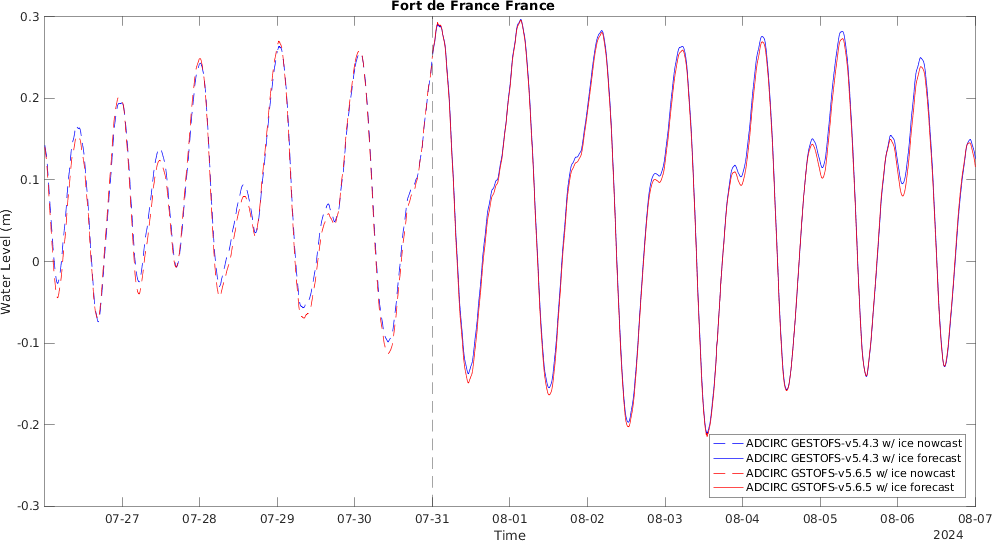 Fort de France France
0.3
0.2
0.1
0
-0.1
-0.2
-0.3
Water Level (m)
ADCIRC GESTOFS-v5.4.3 w/ ice nowcast
ADCIRC GESTOFS-v5.4.3 w/ ice forecast
ADCIRC GSTOFS-v5.6.5 w/ ice nowcast
ADCIRC GSTOFS-v5.6.5 w/ ice forecast
07-27 07-28 07-29 07-30 07-31 08-01 08-02 08-03 08-04 08-05 08-06 08-07
Time
2024